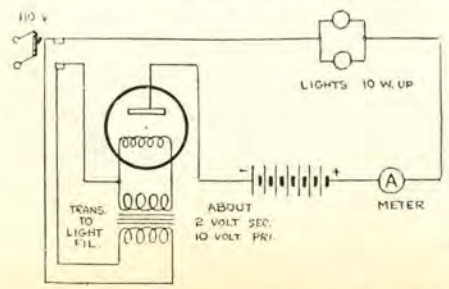 110 V
LIGHTS 10 W. UP
- +
A
METER
TRANS.
TO
LIGHT
FIL.
ABOUT
2 VOLT SEC.
10 VOLT PRI.